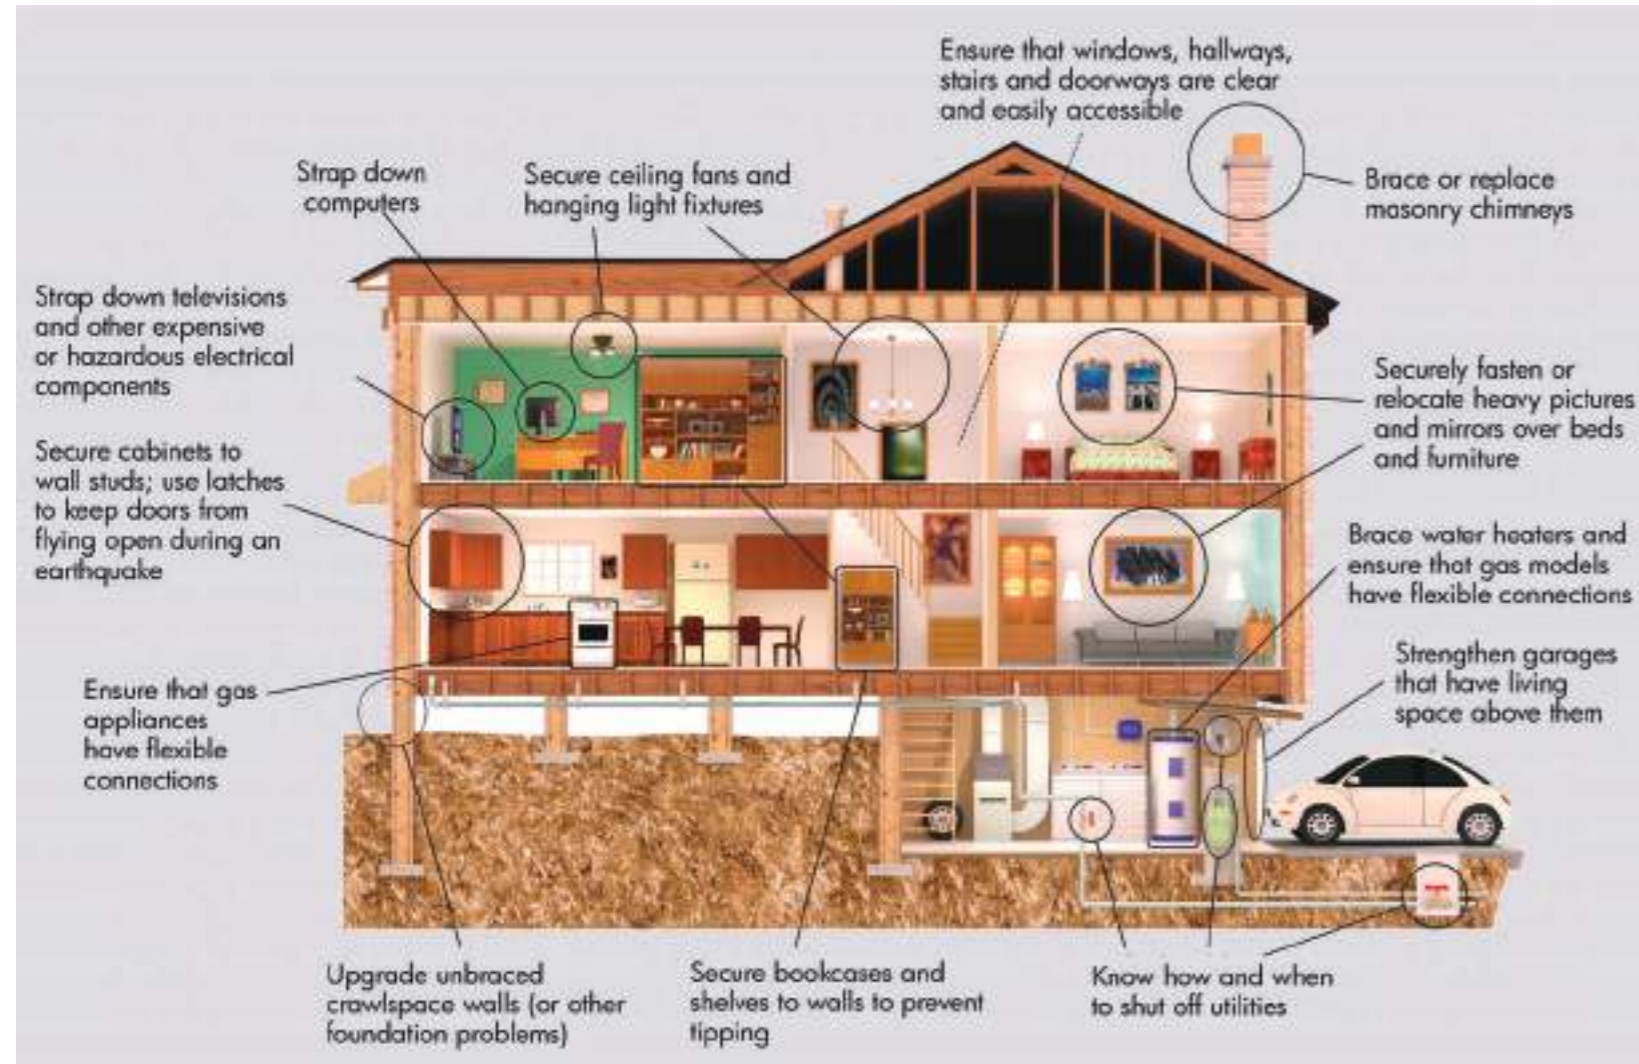 Ensure that windows, hallways,
stairs and doorways are clear
and easily accessible
Strap down
computers
Secure ceiling fans and
hanging light fixtures
Brace or replace
masonry chimneys
Strap down televisions
and other expensive
or hazardous electrical
components
Securely fasten or
relocate heavy pictures
and mirrors over beds
and furniture
Secure cabinets to
wall studs; use latches
to keep doors from
flying open during an
earthquake
Brace water heaters and
ensure that gas models
have flexible connections
Strengthen garages
that have living
space above them
Ensure that gas
appliances
have flexible
connections
Upgrade unbraced
crawlspace walls (or other
foundation problems)
Secure bookcases and
shelves to walls to prevent
tipping
Know how and when
to shut off utilities